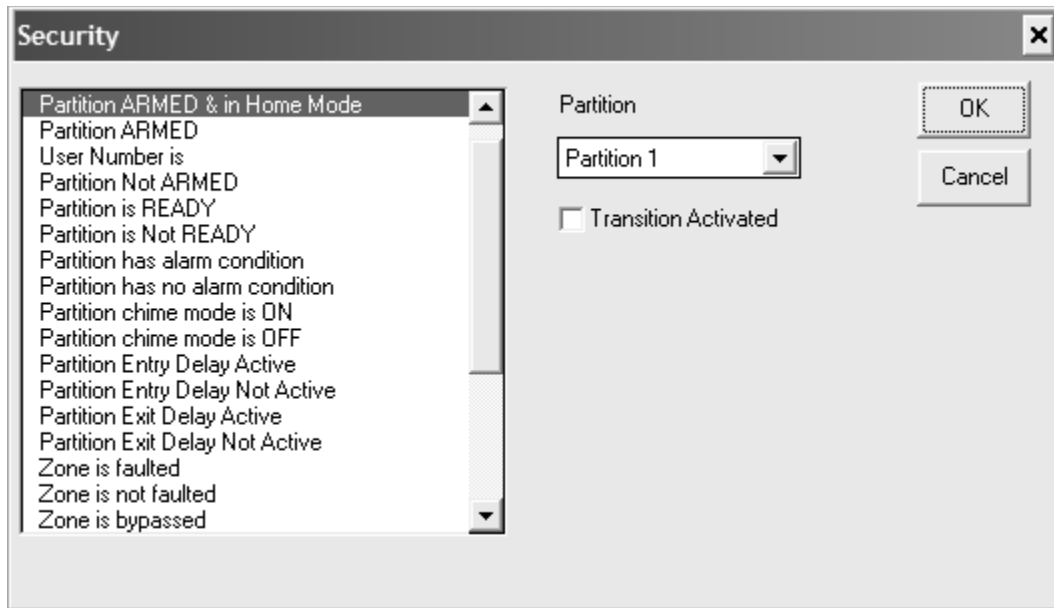 Security
Partition ARMED & in Home Mode
Partition ARMED
User Number is
Partition Not ARMED
Partition is READY
Partition is Not READY
Partition has alarm condition
Partition has no alarm condition
Partition chime mode is ON
Partition chime mode is OFF
Partition Entry Delay Active
Partition Entry Delay Not Active
Partition Exit Delay Active
Partition Exit Delay Not Active
Zone is faulted
Zone is not faulted
Zone is bypassed
Partition
Partition 1
Transition Activated
OK
Cancel